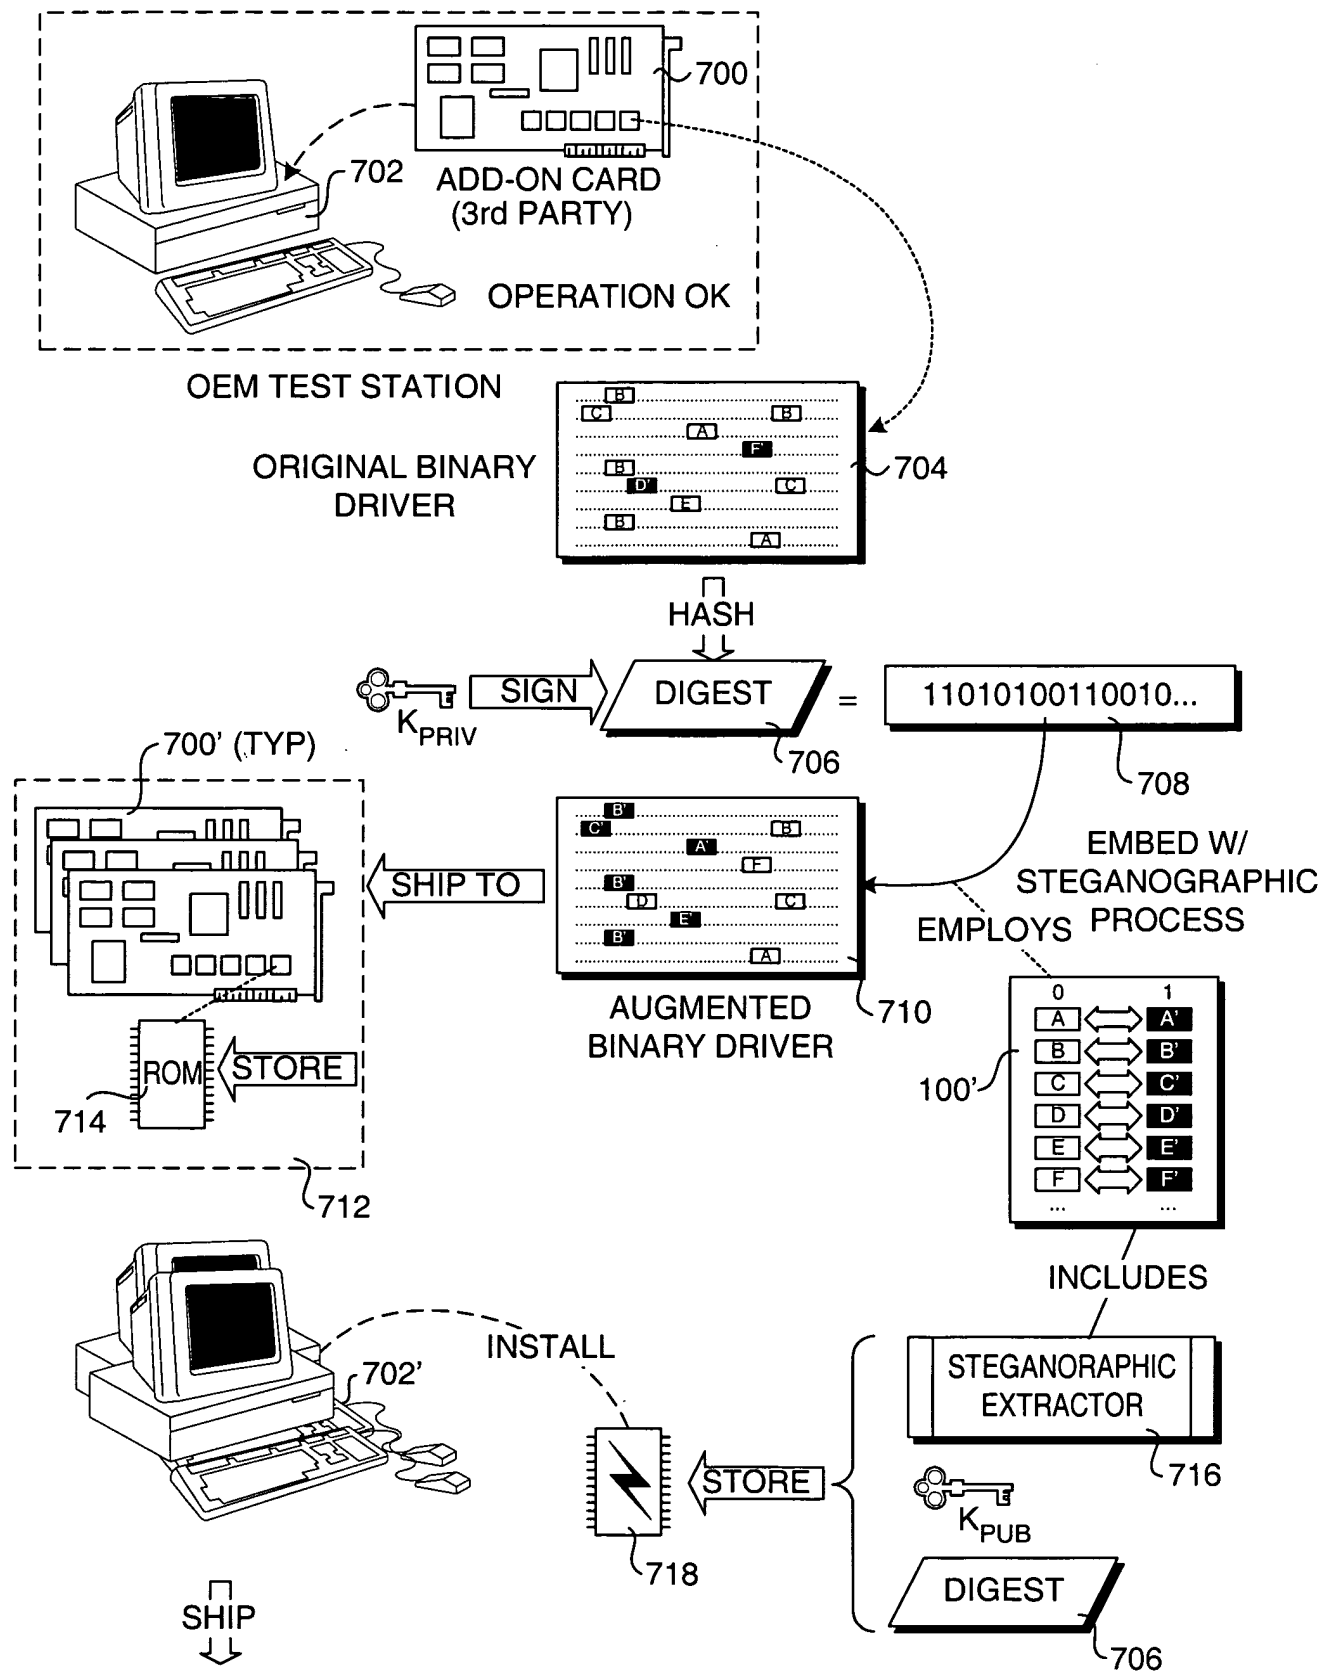 700
702
ADD-ON CARD
(3rd PARTY)
OPERATION OK
OEM TEST STATION
B
C B
A
F'
B
D' C
E
B
A
704
ORIGINAL BINARY
DRIVER
HASH
SIGN
DIGEST
=
11010100110010...
KPRIV
706
708
700' (TYP)
B'
C' B
A'
F
B'
D C
E'
B'
A
SHIP TO
EMBED W/
STEGANOGRAPHIC
PROCESS
EMPLOYS
710
AUGMENTED
BINARY DRIVER
0 1
A A'
B B'
C C'
D D'
E E'
F F'
... ...
100'
ROM
STORE
714
712
INCLUDES
INSTALL
702'
STEGANORAPHIC
EXTRACTOR
716
STORE
KPUB
718
DIGEST
706
SHIP